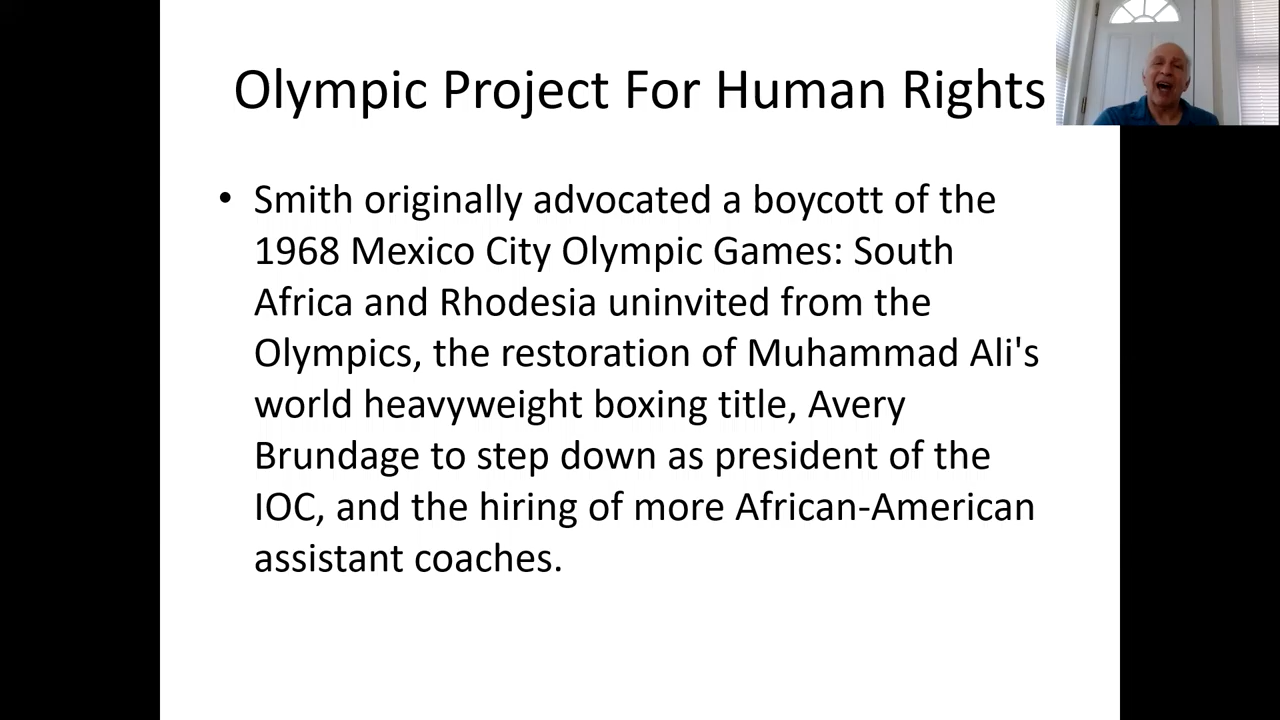 Olympic Project For Human Rights
• Smith originally advocated a boycott of the
1968 Mexico City Olympic Games: South
Africa and Rhodesia uninvited from the
Olympics, the restoration of Muhammad Ali's
world heavyweight boxing title, Avery
Brundage to step down as president of the
IOC, and the hiring of more African-American
assistant coaches.